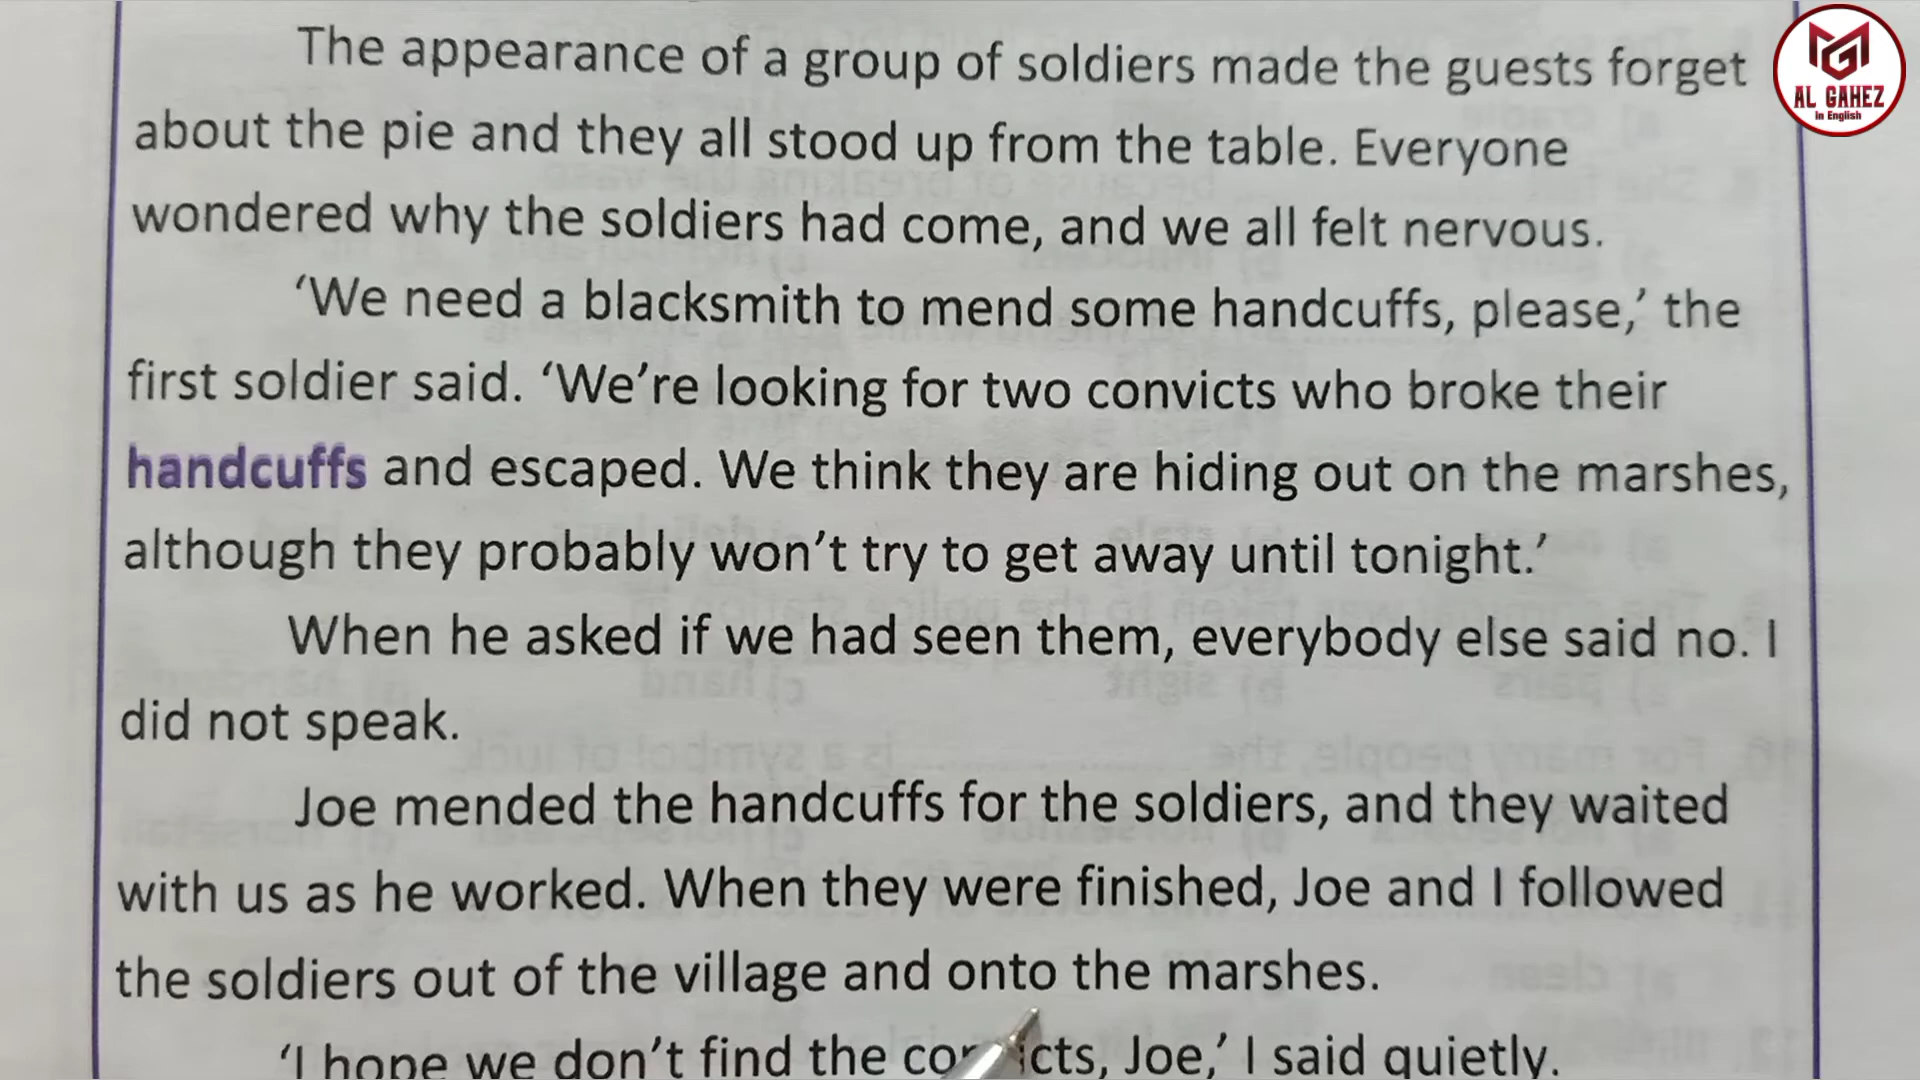 The appearance of a group of soldiers made the guests forget
about the pie and they all stood up from the table. Everyone
wondered why the soldiers had come, and we all felt nervous.
‘We need a blacksmith to mend some handcuffs, please,’ the
first soldier said. ‘We’re looking for two convicts who broke their
handcuffs and escaped. We think they are hiding out on the marshes,
although they probably won’t try to get away until tonight.’
When he asked if we had seen them, everybody else said no. I
did not speak.
Joe mended the handcuffs for the soldiers, and they waited
with us as he worked. When they were finished, Joe and I followed
the soldiers out of the village and onto the marshes.
‘I hope we don’t find the convicts, Joe,’ I said quietly.
AL GAHEZ
In English